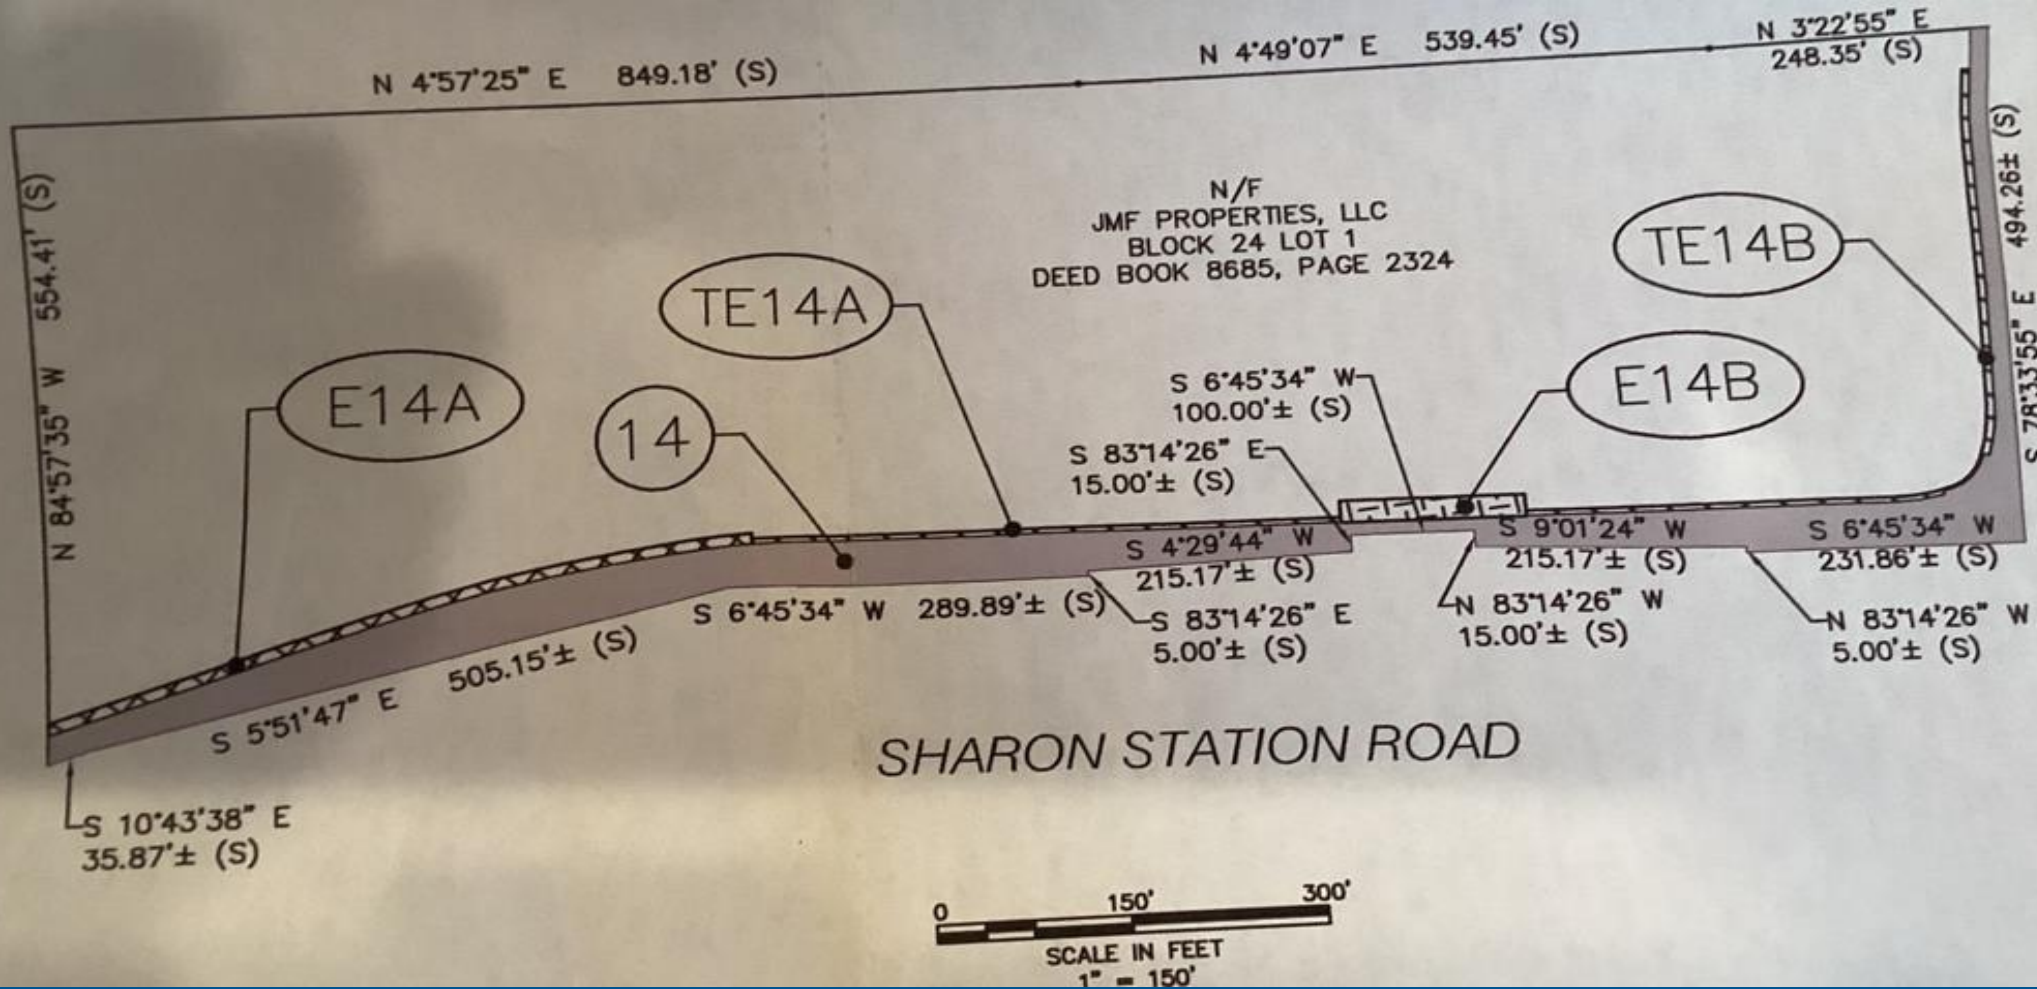 N 4°57'25" E 849.18' (S)
N 4°49'07" E 539.45' (S)
N 3°22'55" E
248.35' (S)
N 84°57'35" W 554.41' (S)
S 78°33'55" E 494.26± (S)
N/F
JMF PROPERTIES, LLC
BLOCK 24 LOT 1
DEED BOOK 8685, PAGE 2324
TE14A
TE14B
E14A
14
E14B
S 6°45'34" W
100.00'± (S)
S 83°14'26" E
15.00'± (S)
S 4°29'44" W
215.17'± (S)
S 9°01'24" W
215.17'± (S)
S 6°45'34" W
231.86'± (S)
S 6°45'34" W 289.89'± (S)
S 83°14'26" E
5.00'± (S)
N 83°14'26" W
15.00'± (S)
N 83°14'26" W
5.00'± (S)
S 5°51'47" E 505.15'± (S)
SHARON STATION ROAD
S 10°43'38" E
35.87'± (S)
0 150' 300'
SCALE IN FEET
1" = 150'